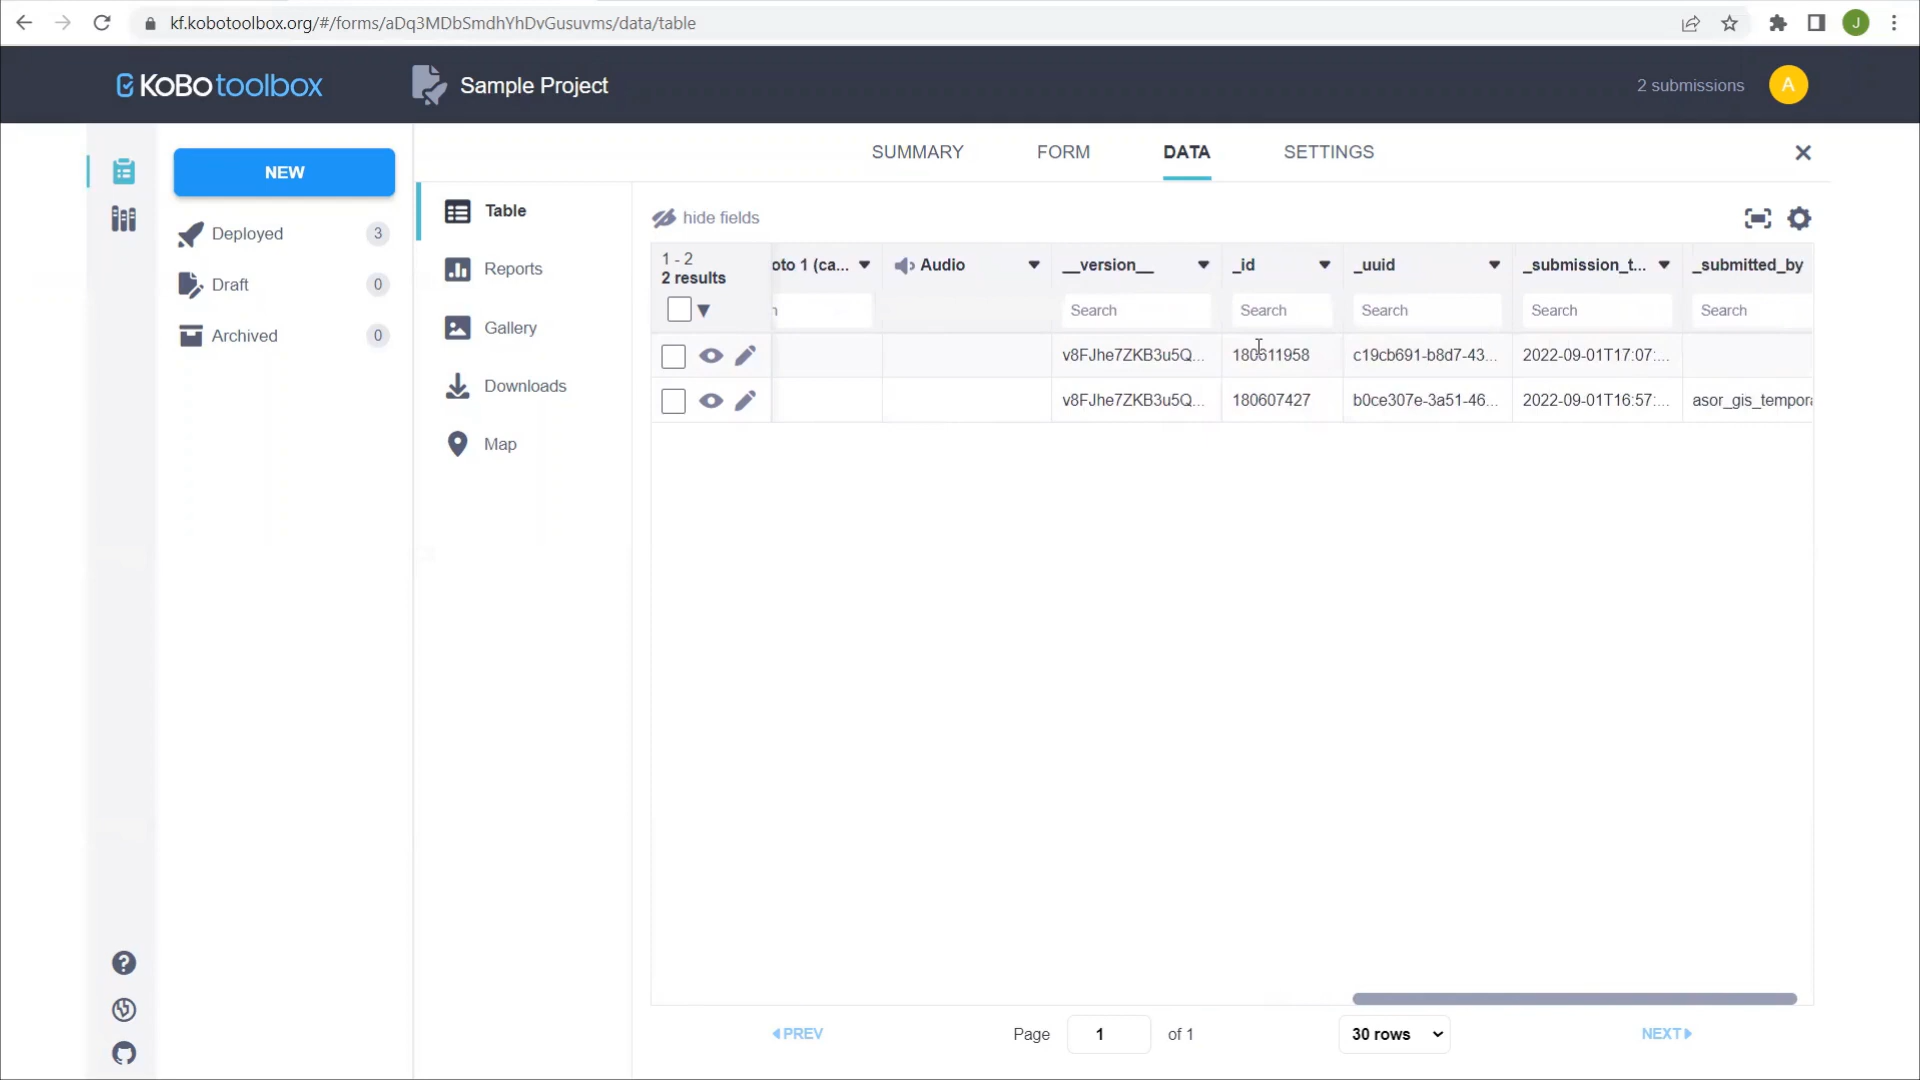 kf.kobotoolbox.org/#/forms/aDq3MDbSmdhYhDvGusuvms/data/table
J
KoBotoolbox
Sample Project
2 submissions
A
SUMMARY
FORM
DATA
SETTINGS
NEW
Deployed
3
Draft
0
Archived
0
Table
Reports
Gallery
Downloads
Map
hide fields
1 - 2
2 results
oto 1 (ca...
Audio
__version__
_id
_uuid
_submission_t...
_submitted_by
Search
Search
Search
Search
Search
v8FJhe7ZKB3u5Q...
180611958
c19cb691-b8d7-43...
2022-09-01T17:07:...
v8FJhe7ZKB3u5Q...
180607427
b0ce307e-3a51-46...
2022-09-01T16:57:...
asor_gis_tempora
PREV
Page
1
of 1
30 rows
NEXT